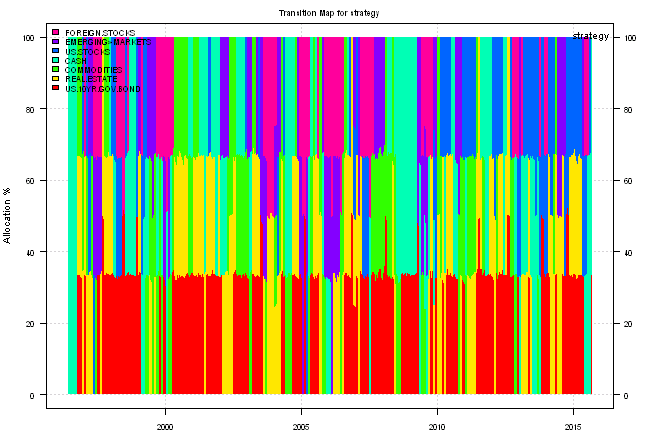 Transition Map for strategy
strategy
FOREIGN.STOCKS
EMERGING>MARKETS
US.STOCKS
CASH
COMMODITIES
REAL.ESTATE
US.10YR.GOV.BOND
Allocation %
100
80
60
40
20
0
100
80
60
40
20
0
2000 2005 2010 2015